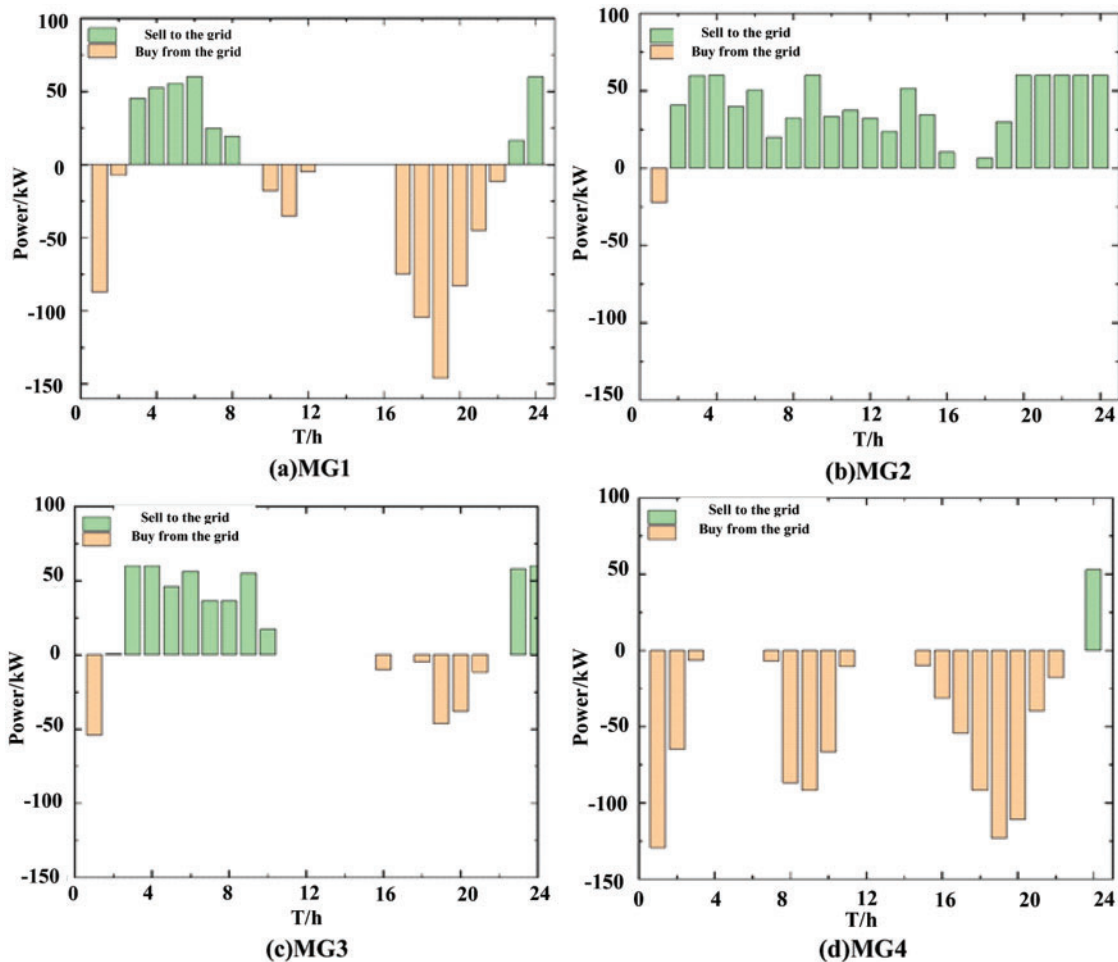 100
Sell to the grid
Buy from the grid
50
0
-50
-100
-150
Power/kW
0 4 8 12 16 20 24
T/h
(a)MG1
100
Sell to the grid
Buy from the grid
50
0
-50
-100
-150
Power/kW
0 4 8 12 16 20 24
T/h
(b)MG2
100
Sell to the grid
Buy from the grid
50
0
-50
-100
-150
Power/kW
0 4 8 12 16 20 24
T/h
(c)MG3
100
Sell to the grid
Buy from the grid
50
0
-50
-100
-150
Power/kW
0 4 8 12 16 20 24
T/h
(d)MG4